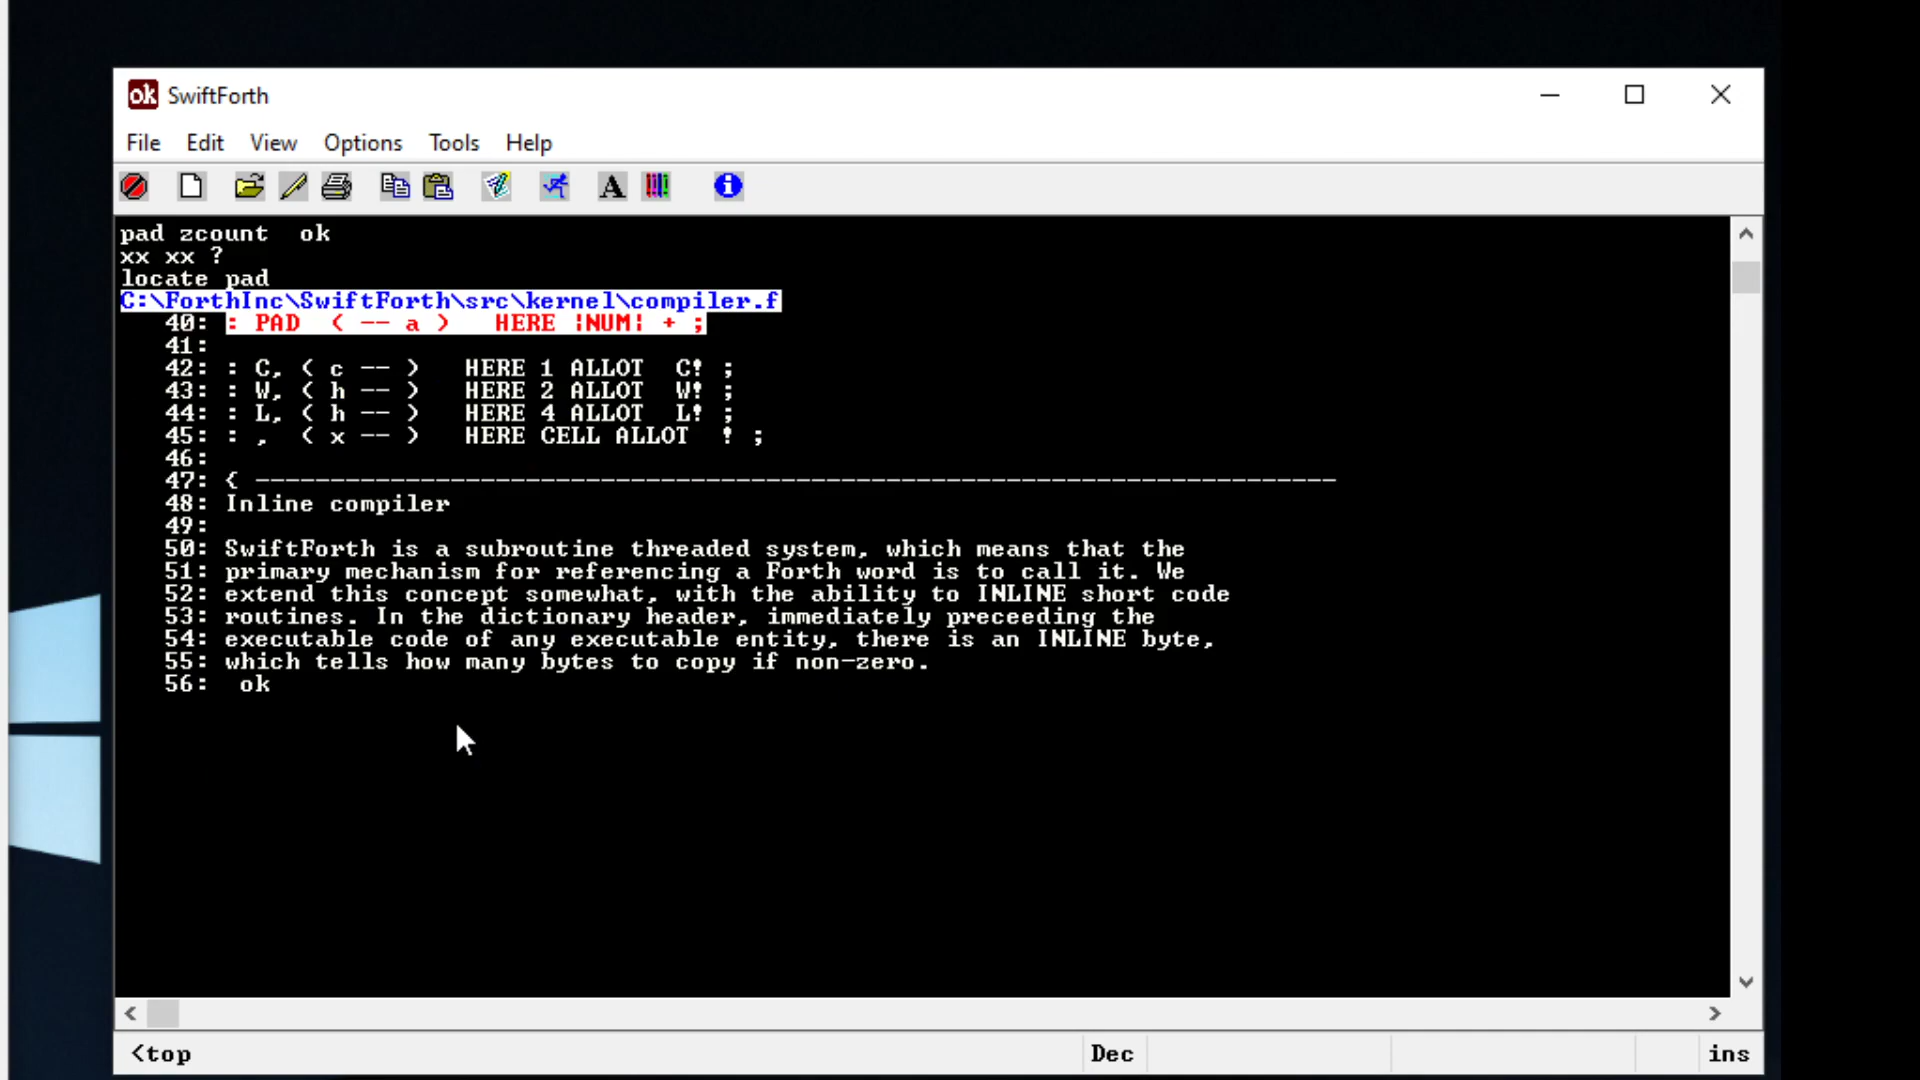 ok SwiftForth
File Edit View Options Tools Help
pad zcount  ok
xx xx ?
locate pad
C:\ForthInc\SwiftForth\src\kernel\compiler.f
40: : PAD  ( -- a )   HERE |NUM| + ;
41:
42: : C, ( c -- )   HERE 1 ALLOT  C! ;
43: : W, ( h -- )   HERE 2 ALLOT  W! ;
44: : L, ( h -- )   HERE 4 ALLOT  L! ;
45: : ,  ( x -- )   HERE CELL ALLOT  ! ;
46:
47: { ------------------------------------------------------------------------
48: Inline compiler
49:
50: SwiftForth is a subroutine threaded system, which means that the
51: primary mechanism for referencing a Forth word is to call it. We
52: extend this concept somewhat, with the ability to INLINE short code
53: routines. In the dictionary header, immediately preceeding the
54: executable code of any executable entity, there is an INLINE byte,
55: which tells how many bytes to copy if non-zero.
56:  ok
<top Dec ins